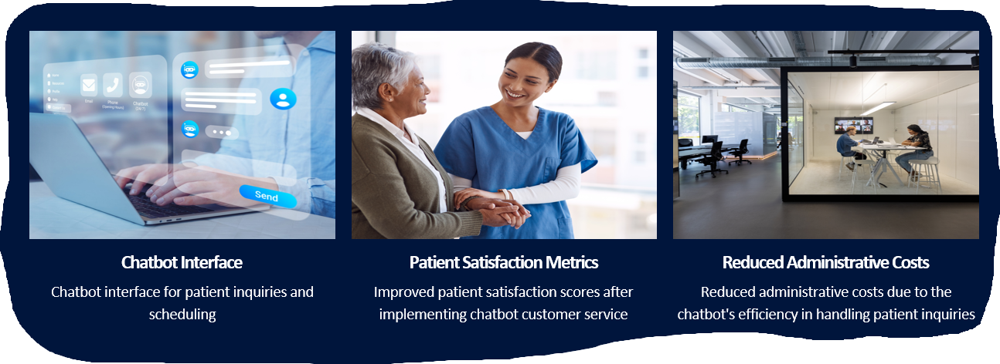 Email
Phone
(Opening Hours)
Chatbot
(24/7)
Send
Chatbot Interface
Chatbot interface for patient inquiries and
scheduling
Patient Satisfaction Metrics
Improved patient satisfaction scores after
implementing chatbot customer service
Reduced Administrative Costs
Reduced administrative costs due to the
chatbot's efficiency in handling patient inquiries